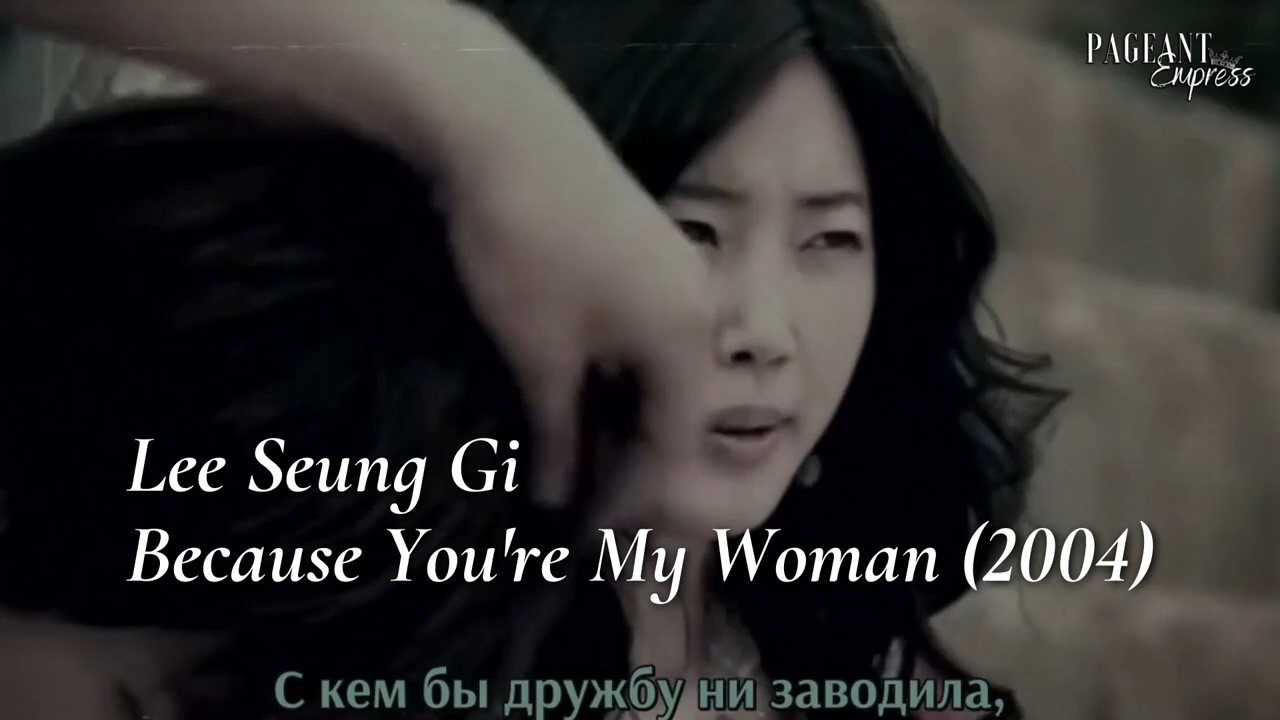 PAGEANT
Empress
Lee Seung Gi
Because You're My Woman (2004)
С кем бы дружбу ни заводила,